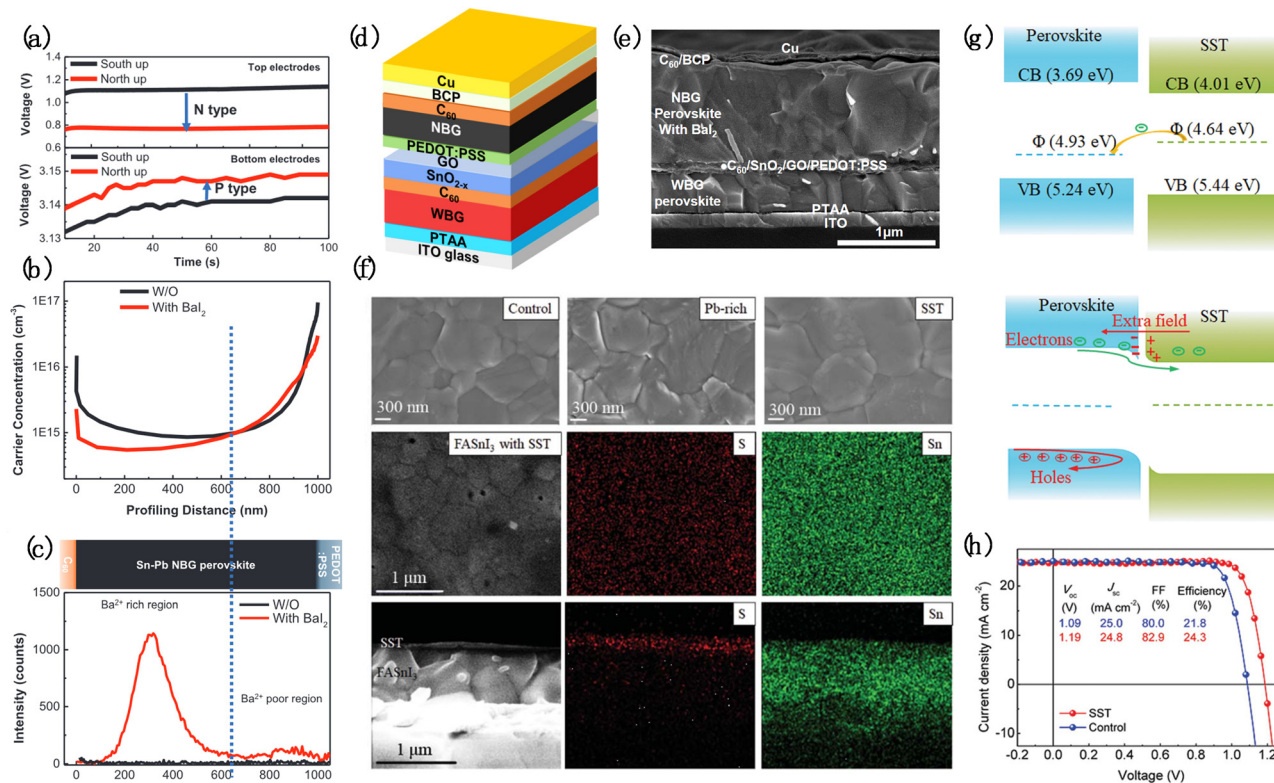 (a)
South up
North up
Top electrodes
N type
Voltage (V)
1.4
1.2
1.0
0.8
0.6
South up
North up
Bottom electrodes
P type
Voltage (V)
3.15
3.14
3.13
20 40 60 80 100
Time (s)
(b)
W/O
With BaI₂
Carrier Concentration (cm⁻³)
1E17
1E16
1E15
0 200 400 600 800 1000
Profiling Distance (nm)
(c)
C₆₀
Sn-Pb NBG perovskite
PEDOT
:PSS
Ba²⁺ rich region
W/O
With BaI₂
Ba²⁺ poor region
Intensity (counts)
1500
1000
500
0
0 200 400 600 800 1000
(d)
Cu
BCP
C₆₀
NBG
PEDOT:PSS
GO
SnO₂₋ₓ
C₆₀
WBG
PTAA
ITO glass
(e)
Cu
C₆₀/BCP
NBG
Perovskite
With BaI₂
C₆₀/SnO₂/GO/PEDOT:PSS
WBG
perovskite
PTAA
ITO
1μm
(f)
Control
300 nm
Pb-rich
300 nm
SST
300 nm
FASnI₃ with SST
1 μm
S
Sn
SST
FASnI₃
1 μm
S
Sn
(g)
Perovskite
CB (3.69 eV)
SST
CB (4.01 eV)
Φ (4.93 eV)
Φ (4.64 eV)
VB (5.24 eV)
VB (5.44 eV)
Perovskite
SST
Extra field
Electrons
Holes
(h)
Current density (mA cm⁻²)
20
10
0
-10
V_oc J_sc FF Efficiency
(V) (mA cm⁻²) (%) (%)
1.09 25.0 80.0 21.8
1.19 24.8 82.9 24.3
SST
Control
-0.2 0.0 0.2 0.4 0.6 0.8 1.0 1.2
Voltage (V)